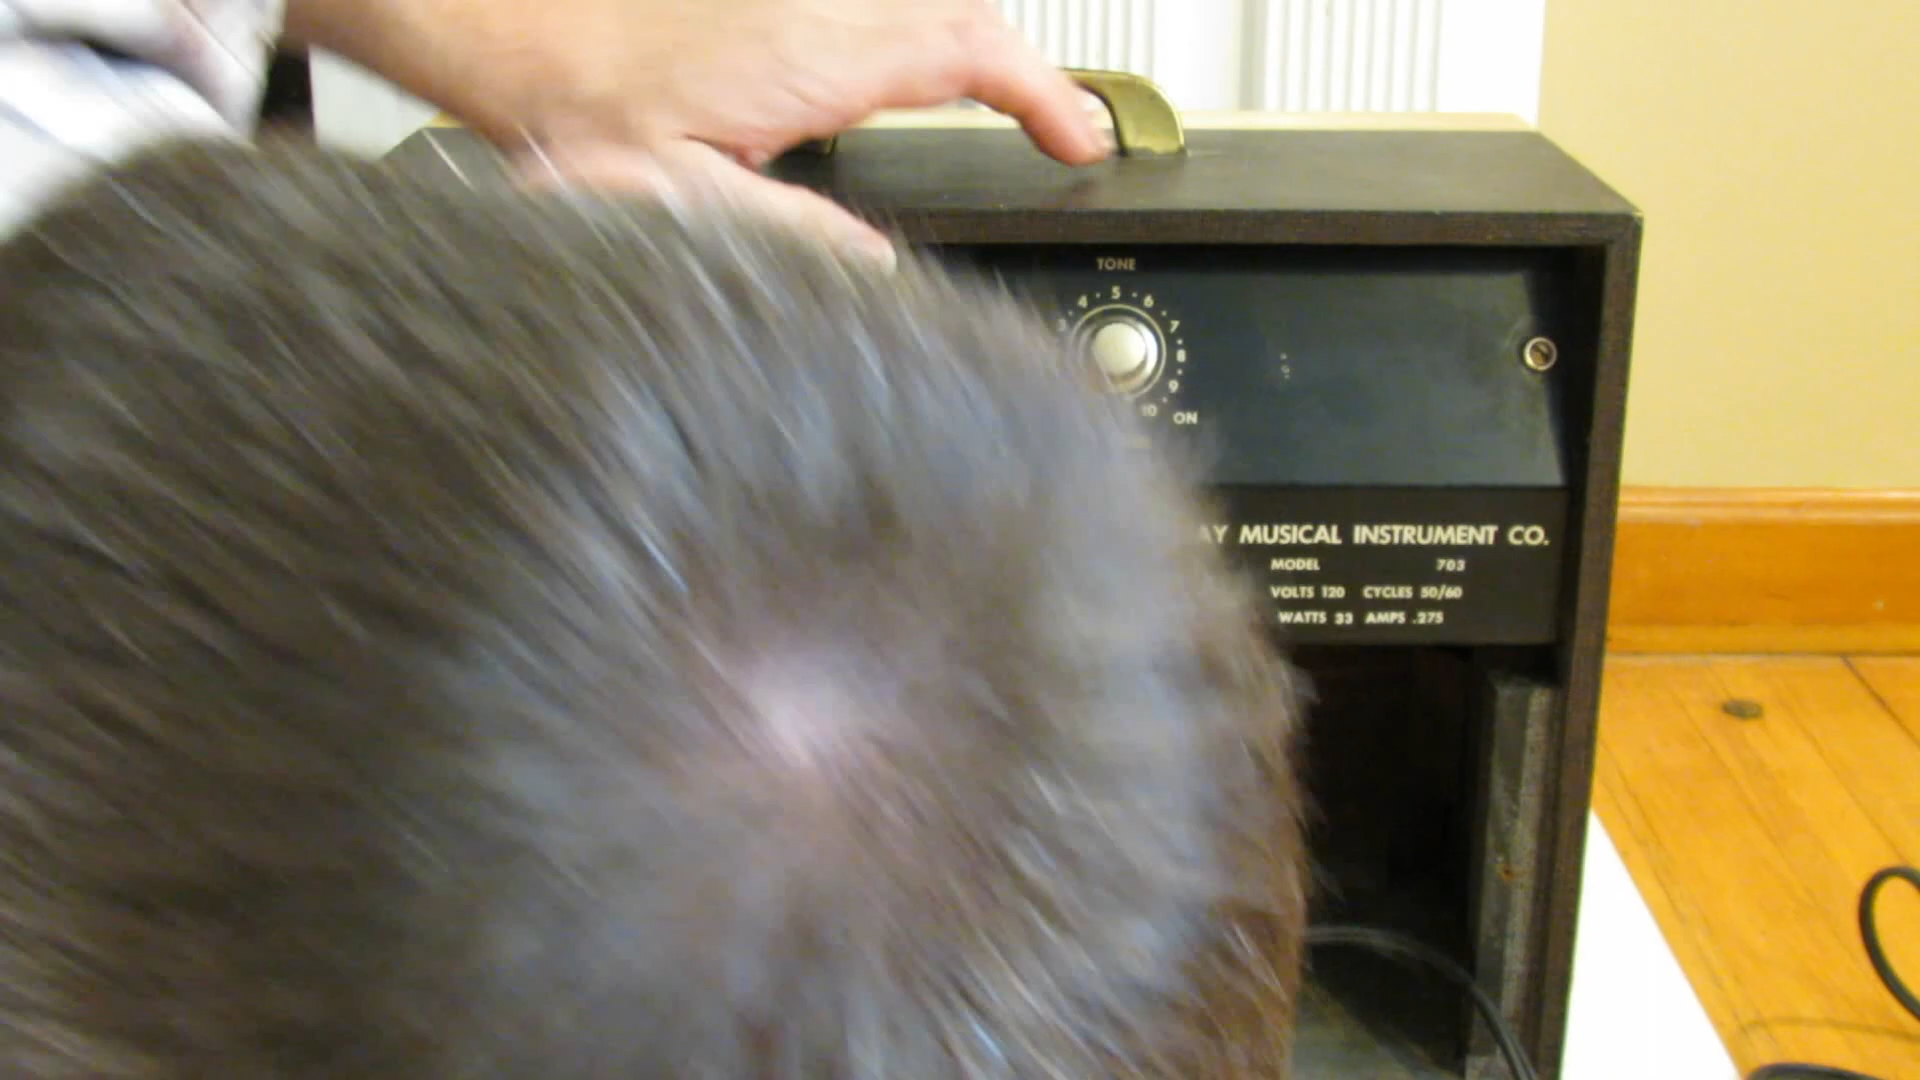 TONE
3 4 5 6 7 8 9 10
ON
AY MUSICAL INSTRUMENT CO.
MODEL 703
VOLTS 120 CYCLES 50/60
WATTS 33 AMPS .275